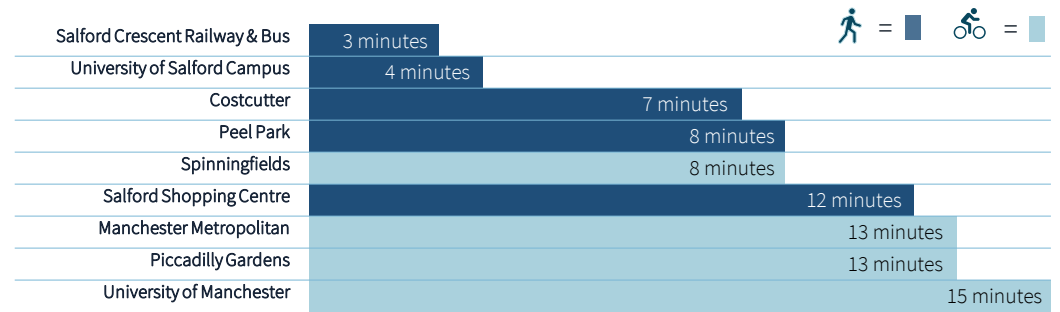 = =
Salford Crescent Railway & Bus 3 minutes
University of Salford Campus 4 minutes
Costcutter 7 minutes
Peel Park 8 minutes
Spinningfields 8 minutes
Salford Shopping Centre 12 minutes
Manchester Metropolitan 13 minutes
Piccadilly Gardens 13 minutes
University of Manchester 15 minutes